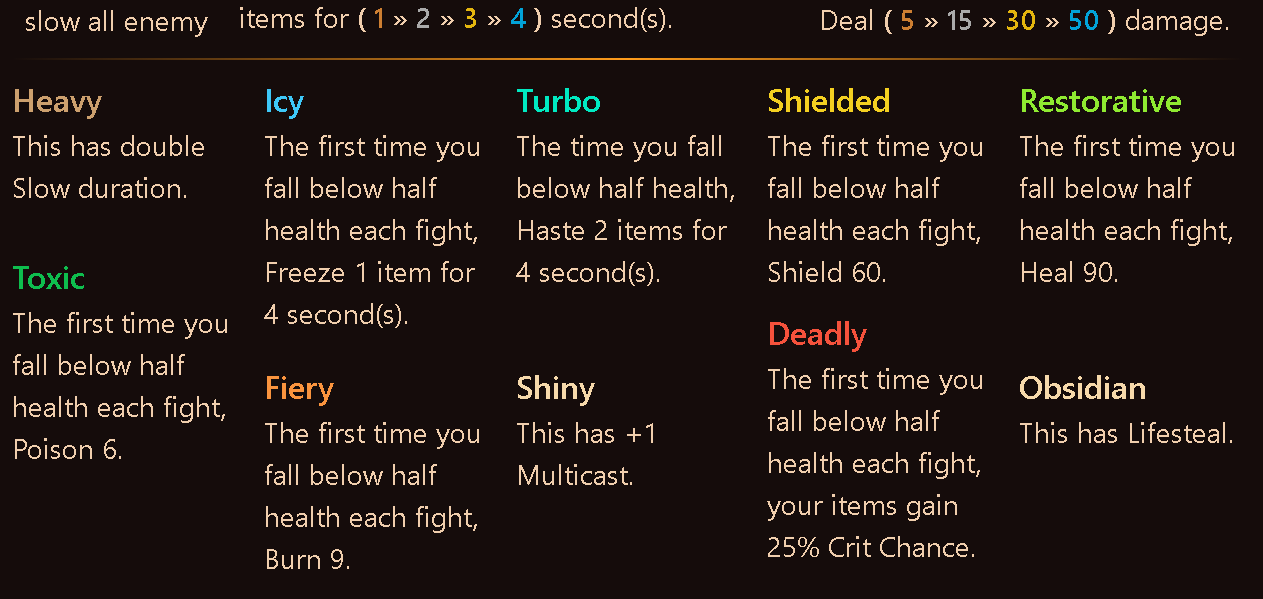 slow all enemy items for ( 1 » 2 » 3 » 4 ) second(s).
Deal ( 5 » 15 » 30 » 50 ) damage.
Heavy
This has double
Slow duration.
Toxic
The first time you
fall below half
health each fight,
Poison 6.
Icy
The first time you
fall below half
health each fight,
Freeze 1 item for
4 second(s).
Fiery
The first time you
fall below half
health each fight,
Burn 9.
Turbo
The time you fall
below half health,
Haste 2 items for
4 second(s).
Shiny
This has +1
Multicast.
Shielded
The first time you
fall below half
health each fight,
Shield 60.
Deadly
The first time you
fall below half
health each fight,
your items gain
25% Crit Chance.
Restorative
The first time you
fall below half
health each fight,
Heal 90.
Obsidian
This has Lifesteal.